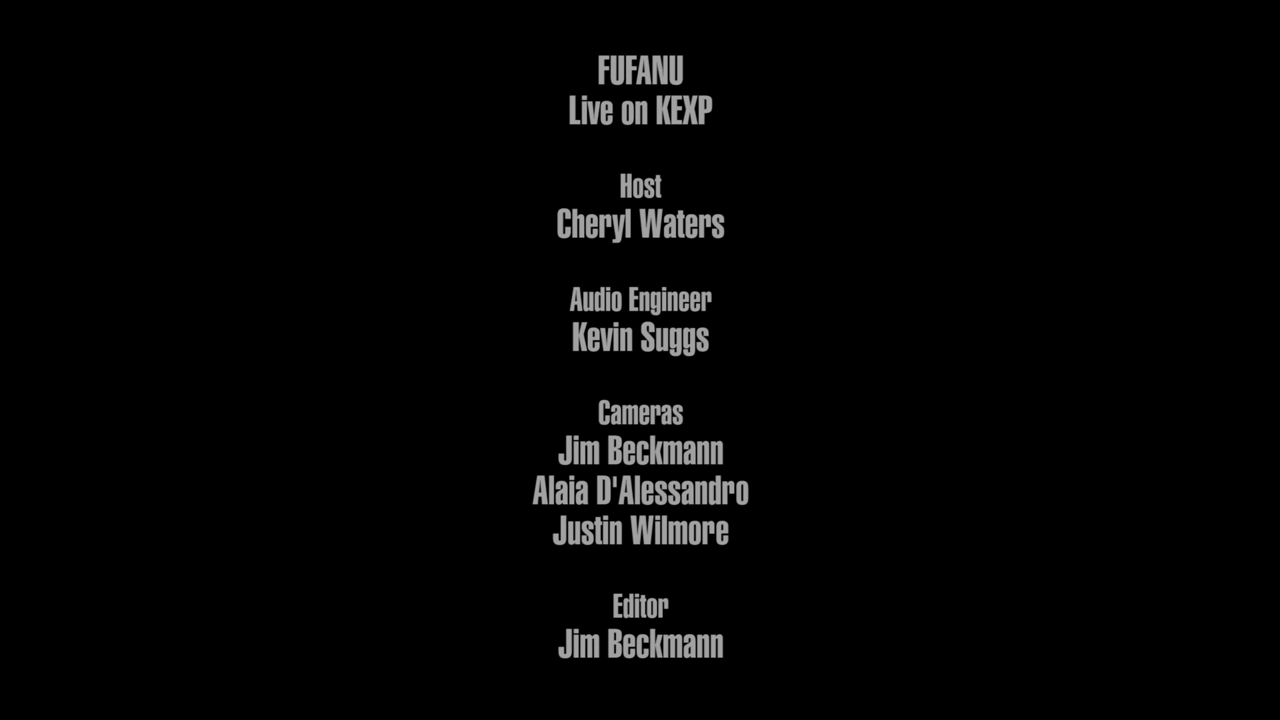 FUFANU
Live on KEXP
Host
Cheryl Waters
Audio Engineer
Kevin Suggs
Cameras
Jim Beckmann
Alaia D'Alessandro
Justin Wilmore
Editor
Jim Beckmann